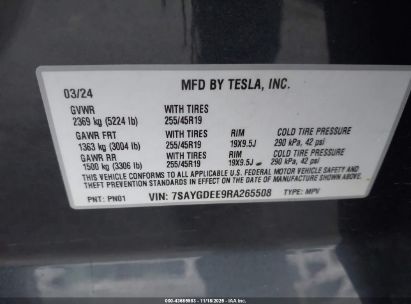 MFD BY TESLA, INC.
03/24
GVWR WITH TIRES
2369 kg (5224 lb) 255/45R19
GAWR FRT WITH TIRES RIM COLD TIRE PRESSURE
1363 kg (3004 lb) 255/45R19 19X9.5J 290 kPa, 42 psi
GAWR RR WITH TIRES RIM COLD TIRE PRESSURE
1500 kg (3306 lb) 255/45R19 19X9.5J 290 kPa, 42 psi
THIS VEHICLE CONFORMS TO ALL APPLICABLE U.S. FEDERAL MOTOR VEHICLE SAFETY AND
THEFT PREVENTION STANDARDS IN EFFECT ON THE DATE OF MANUFACTURE SHOWN ABOVE.
PNT: PN01 VIN: 7SAYGDEE9RA265508 TYPE: MPV